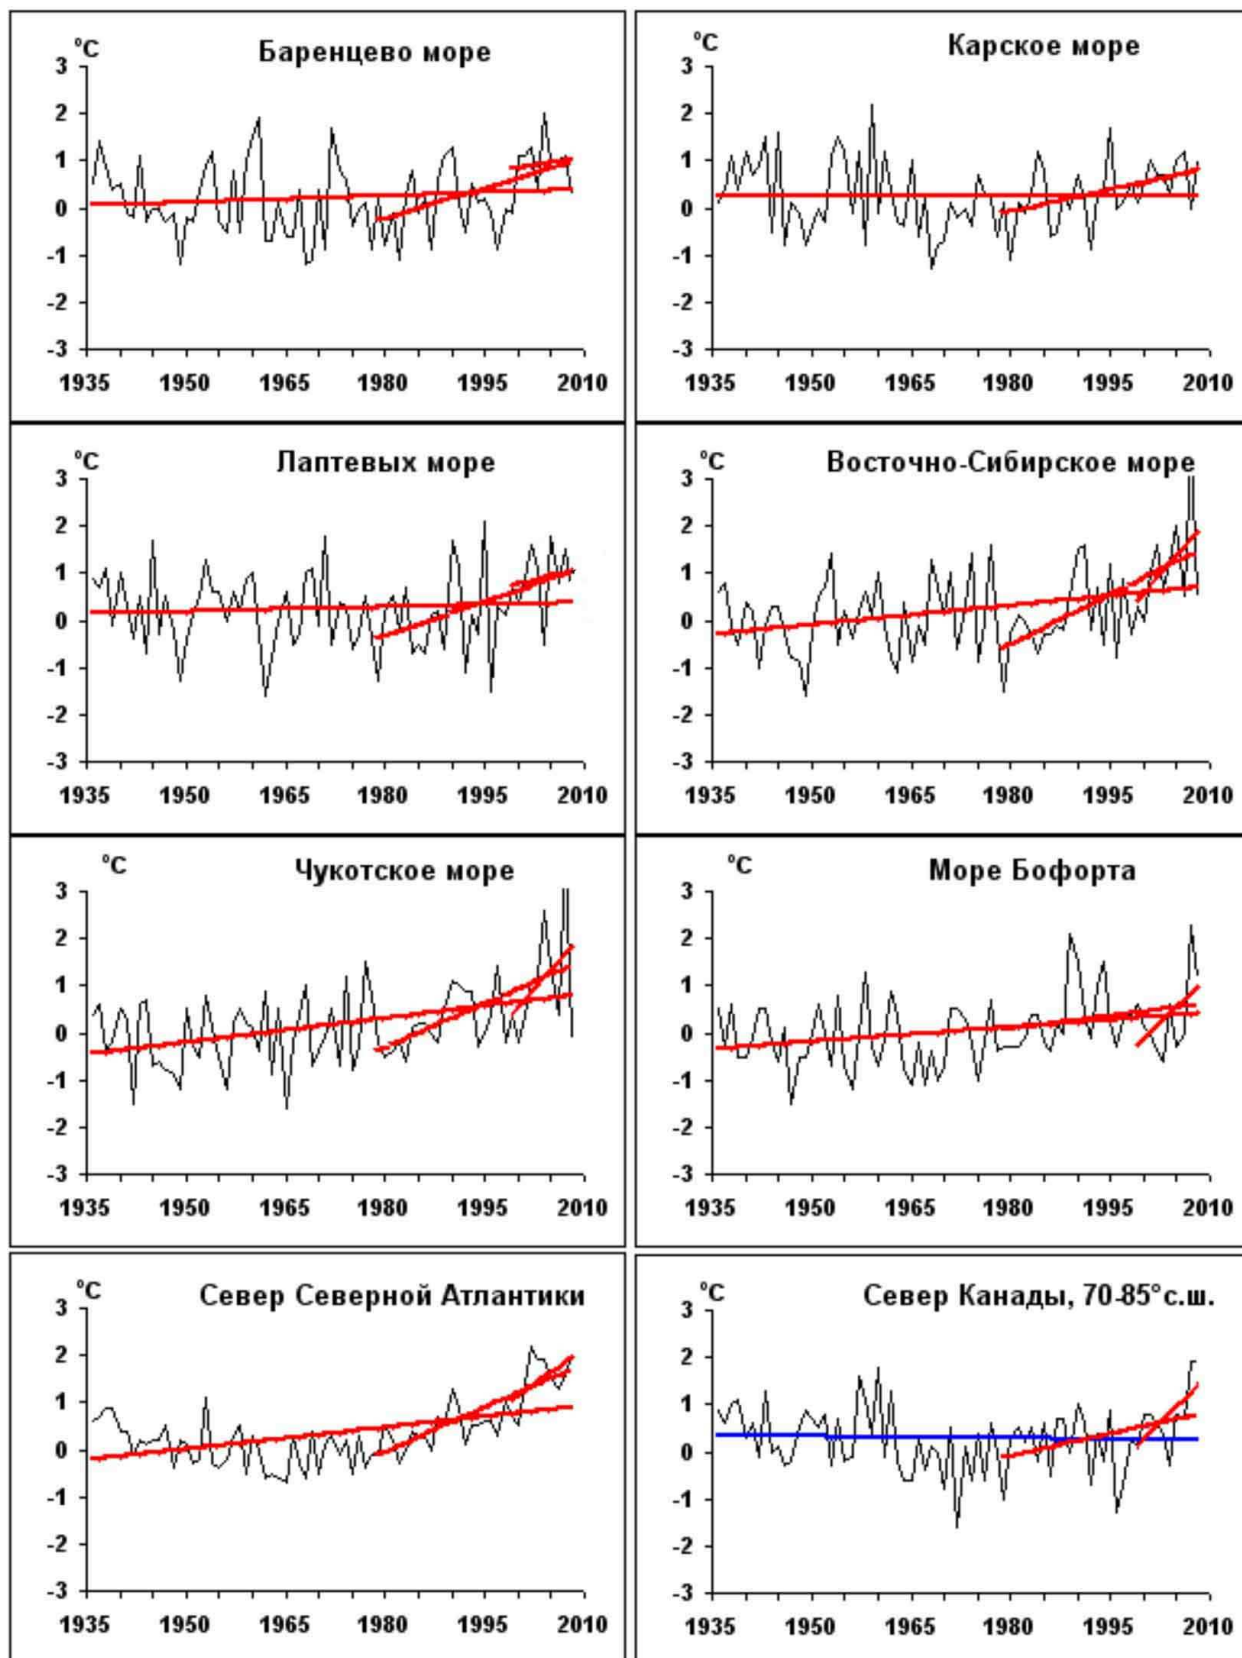 °C
Баренцево море
3
2
1
0
-1
-2
-3
1935 1950 1965 1980 1995 2010
°C
Карское море
3
2
1
0
-1
-2
-3
1935 1950 1965 1980 1995 2010
°C
Лаптевых море
3
2
1
0
-1
-2
-3
1935 1950 1965 1980 1995 2010
°C
Восточно-Сибирское море
3
2
1
0
-1
-2
-3
1935 1950 1965 1980 1995 2010
°C
Чукотское море
3
2
1
0
-1
-2
-3
1935 1950 1965 1980 1995 2010
°C
Море Бофорта
3
2
1
0
-1
-2
-3
1935 1950 1965 1980 1995 2010
°C
Север Северной Атлантики
3
2
1
0
-1
-2
-3
1935 1950 1965 1980 1995 2010
°C
Север Канады, 70-85°с.ш.
3
2
1
0
-1
-2
-3
1935 1950 1965 1980 1995 2010